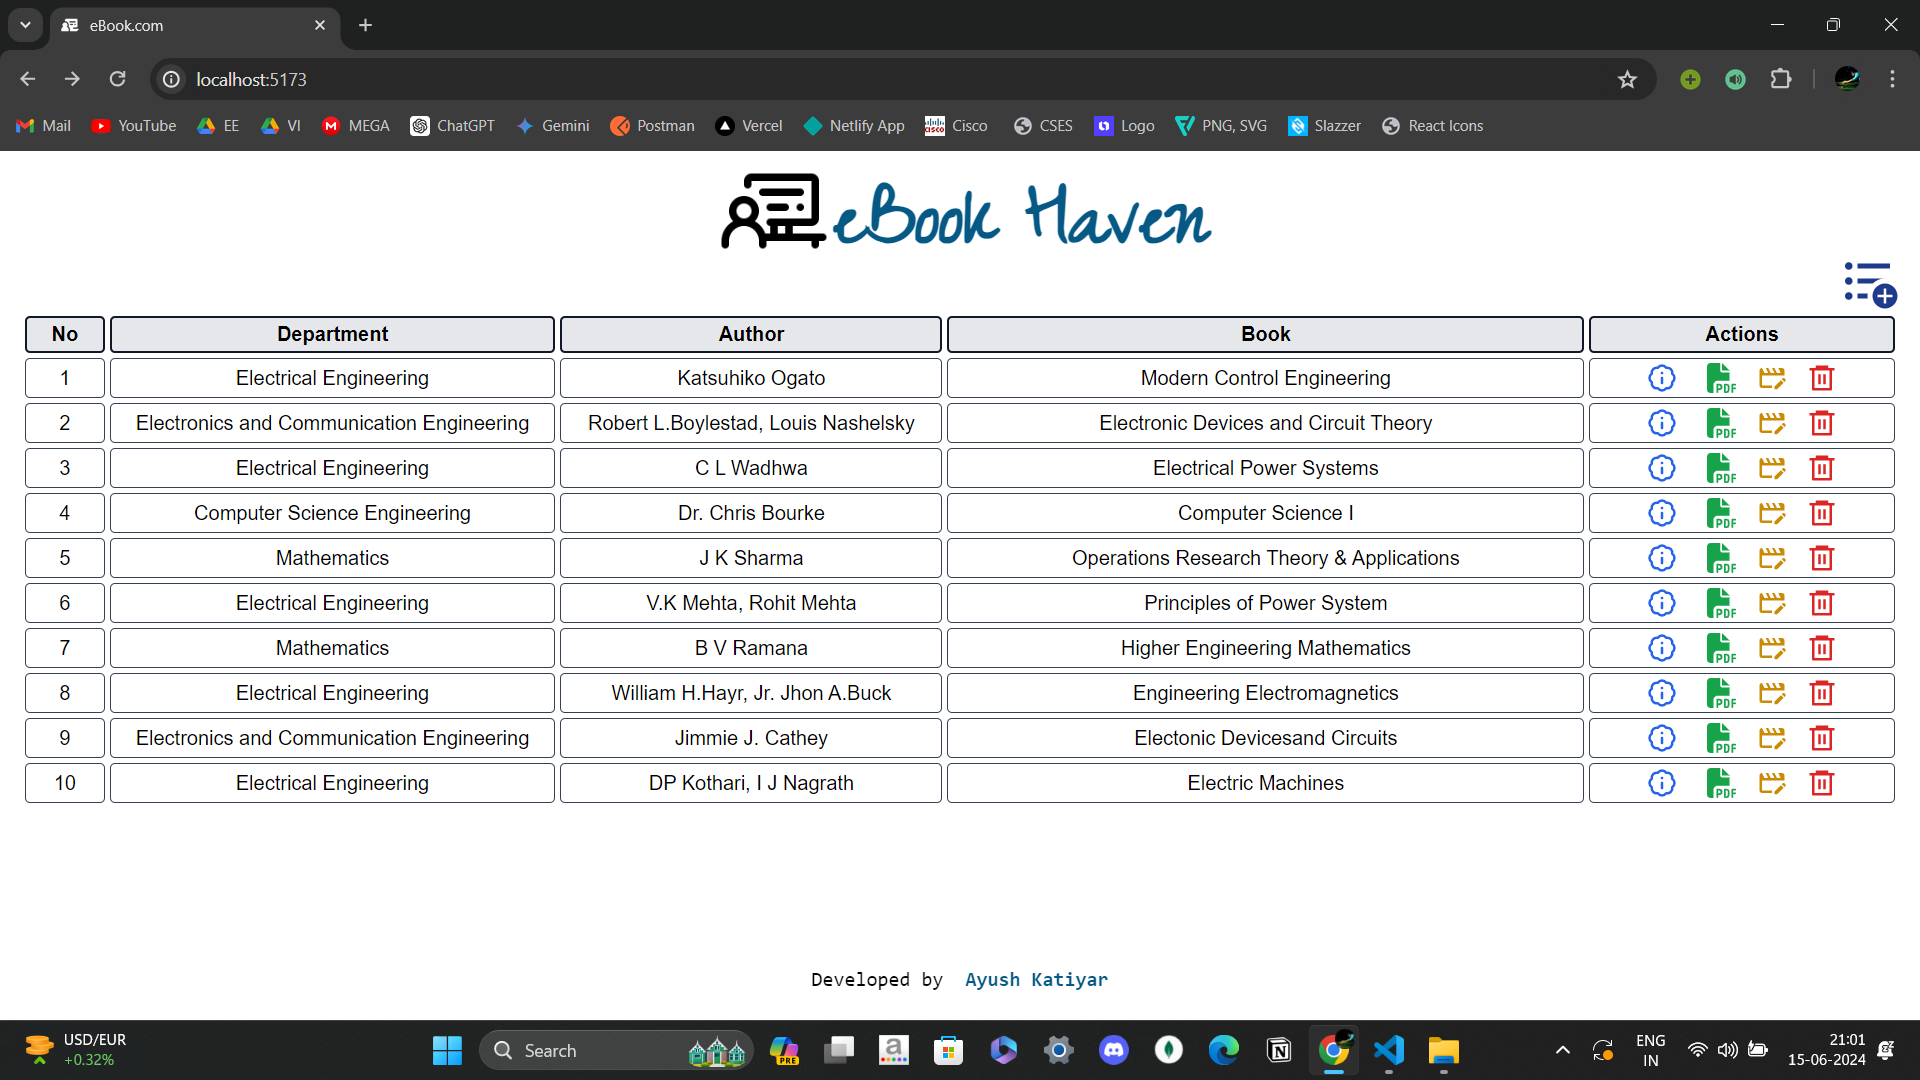 eBook.com
localhost:5173
Mail YouTube EE VI MEGA ChatGPT Gemini Postman Vercel Netlify App Cisco CSES Logo PNG, SVG Slazzer React Icons
eBook Haven
No Department Author Book Actions
1 Electrical Engineering Katsuhiko Ogato Modern Control Engineering PDF
2 Electronics and Communication Engineering Robert L.Boylestad, Louis Nashelsky Electronic Devices and Circuit Theory PDF
3 Electrical Engineering C L Wadhwa Electrical Power Systems PDF
4 Computer Science Engineering Dr. Chris Bourke Computer Science I PDF
5 Mathematics J K Sharma Operations Research Theory & Applications PDF
6 Electrical Engineering V.K Mehta, Rohit Mehta Principles of Power System PDF
7 Mathematics B V Ramana Higher Engineering Mathematics PDF
8 Electrical Engineering William H.Hayr, Jr. Jhon A.Buck Engineering Electromagnetics PDF
9 Electronics and Communication Engineering Jimmie J. Cathey Electonic Devicesand Circuits PDF
10 Electrical Engineering DP Kothari, I J Nagrath Electric Machines PDF
Developed by Ayush Katiyar
USD/EUR
+0.32%
Search
PRE
ENG
IN
21:01
15-06-2024